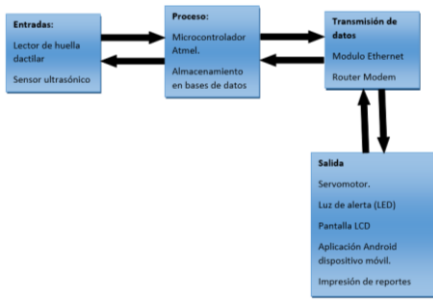 Entradas:
Lector de huella
dactilar
Sensor ultrasónico
Proceso:
Microcontrolador
Atmel.
Almacenamiento
en bases de datos
Transmisión de
datos
Modulo Ethernet
Router Modem
Salida
Servomotor.
Luz de alerta (LED)
Pantalla LCD
Aplicación Android
dispositivo móvil.
Impresión de reportes